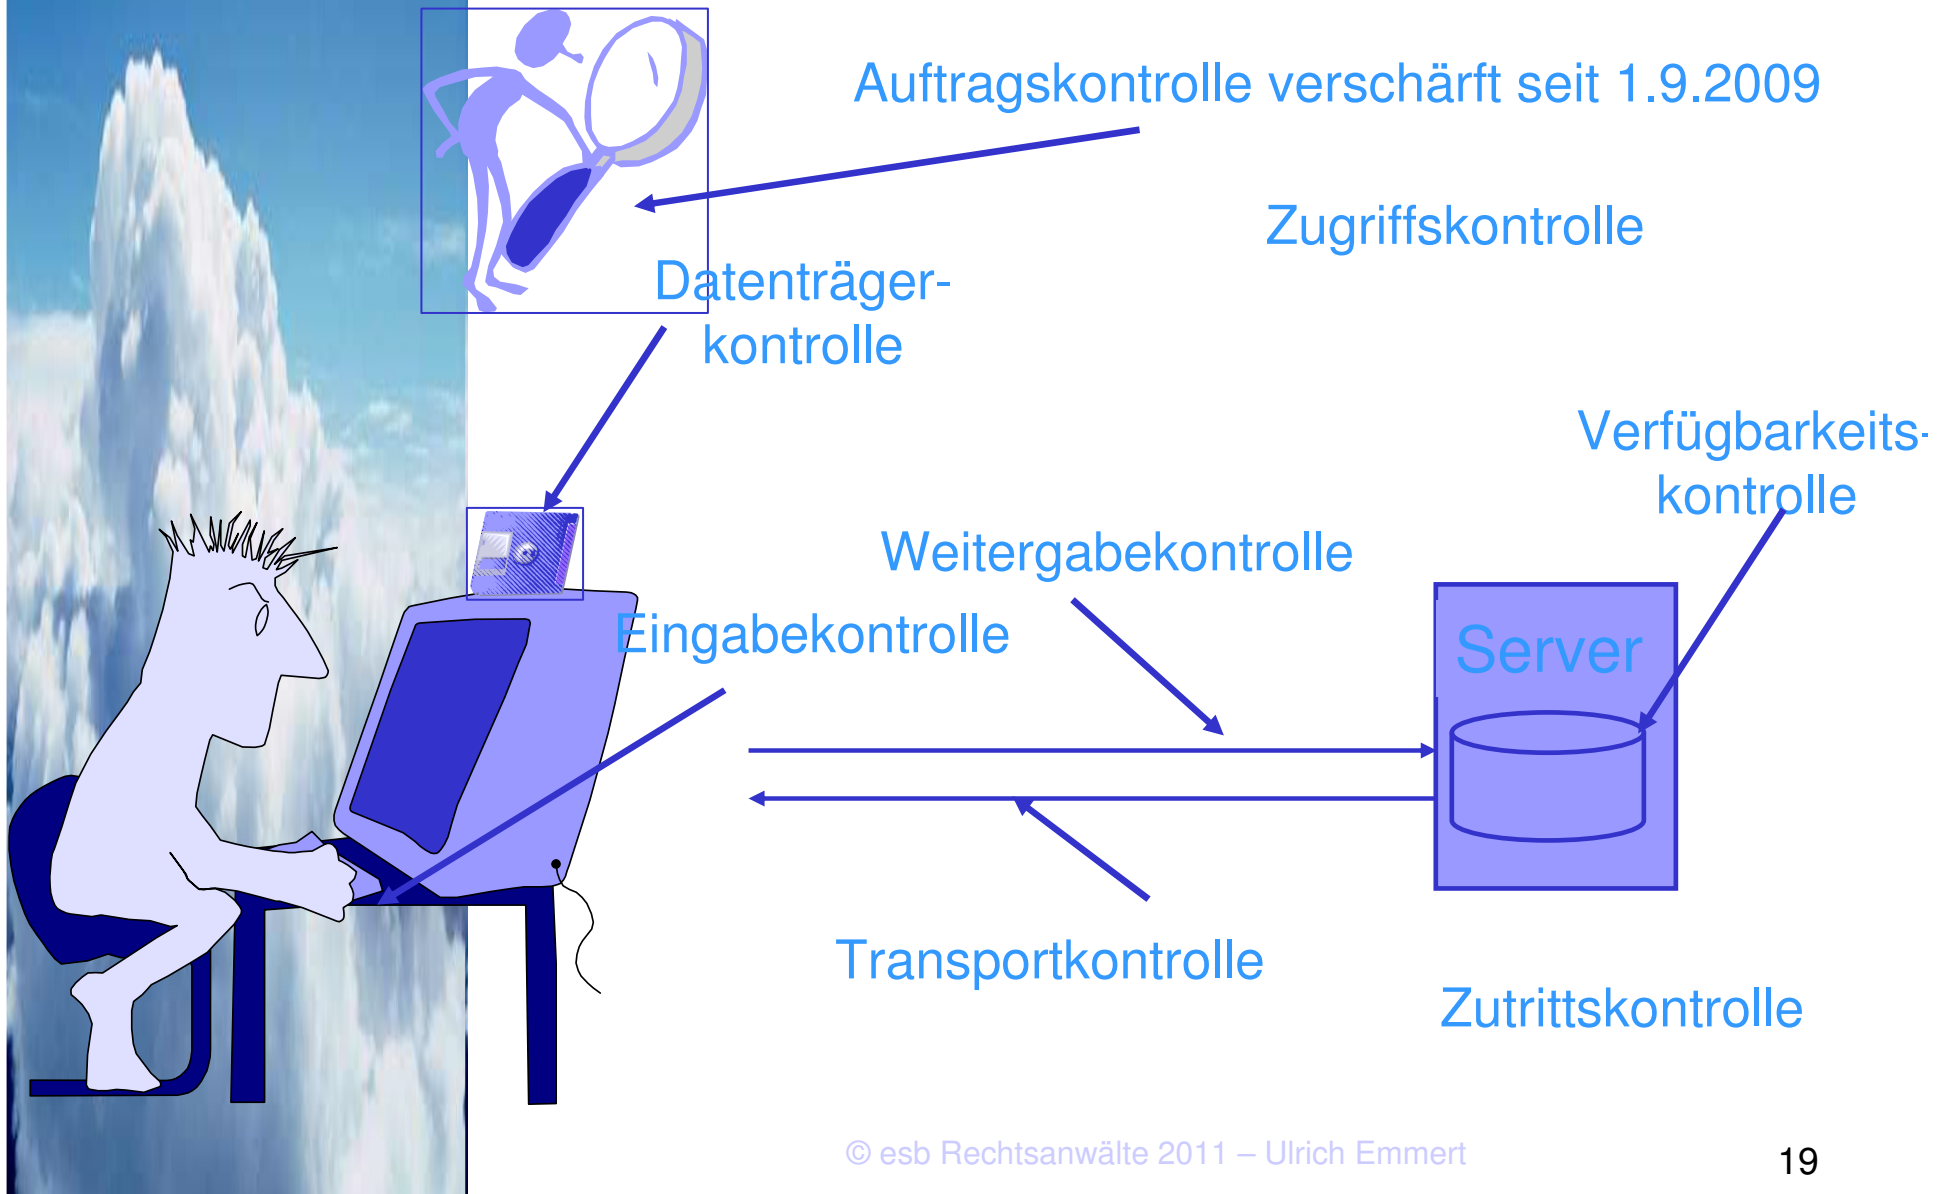 Auftragskontrolle verschärft seit 1.9.2009
Zugriffskontrolle
Datenträger-
kontrolle
Verfügbarkeits-
kontrolle
Weitergabekontrolle
Eingabekontrolle
Server
Transportkontrolle
Zutrittskontrolle
© esb Rechtsanwälte 2011 – Ulrich Emmert
19